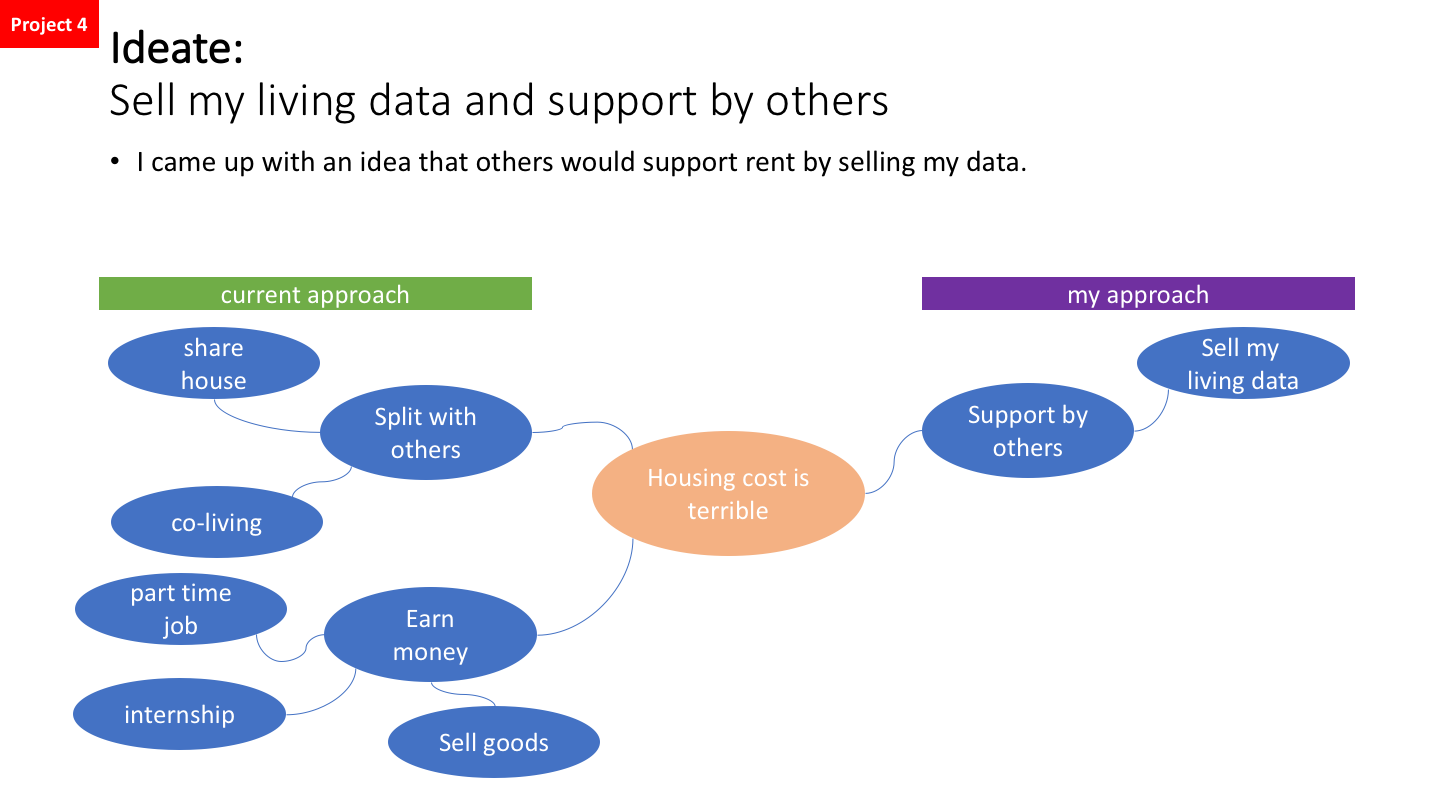 Project 4
Ideate:
Sell my living data and support by others
• I came up with an idea that others would support rent by selling my data.
current approach
my approach
share
house
Sell my
living data
Split with
others
Support by
others
Housing cost is
terrible
co-living
part time
job
Earn
money
internship
Sell goods